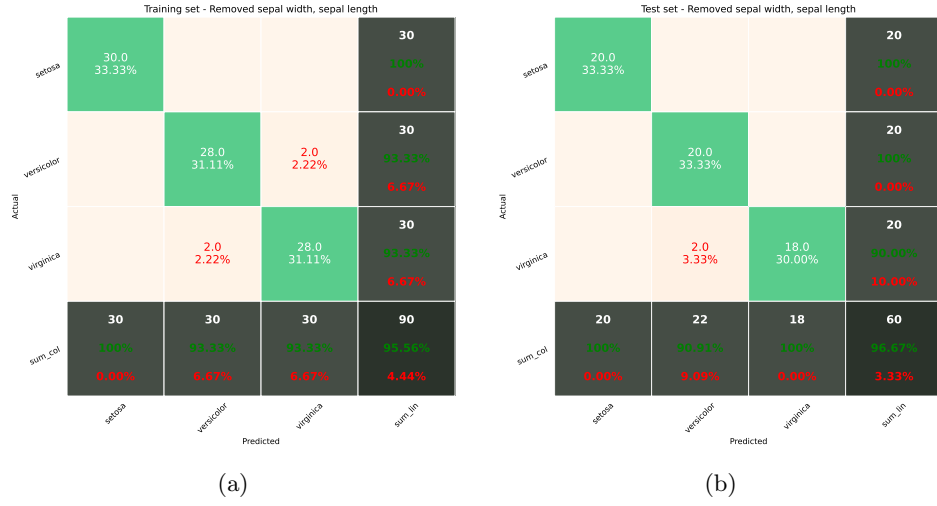 Training set - Removed sepal width, sepal length
setosa
30.0
33.33%
30
100%
0.00%
versicolor
28.0
31.11%
2.0
2.22%
30
93.33%
6.67%
virginica
2.0
2.22%
28.0
31.11%
30
93.33%
6.67%
sum_col
30
100%
0.00%
30
93.33%
6.67%
30
93.33%
6.67%
90
95.56%
4.44%
Actual
setosa
versicolor
virginica
sum_lin
Predicted
(a)
Test set - Removed sepal width, sepal length
setosa
20.0
33.33%
20
100%
0.00%
versicolor
20.0
33.33%
20
100%
0.00%
virginica
2.0
3.33%
18.0
30.00%
20
90.00%
10.00%
sum_col
20
100%
0.00%
22
90.91%
9.09%
18
100%
0.00%
60
96.67%
3.33%
Actual
setosa
versicolor
virginica
sum_lin
Predicted
(b)